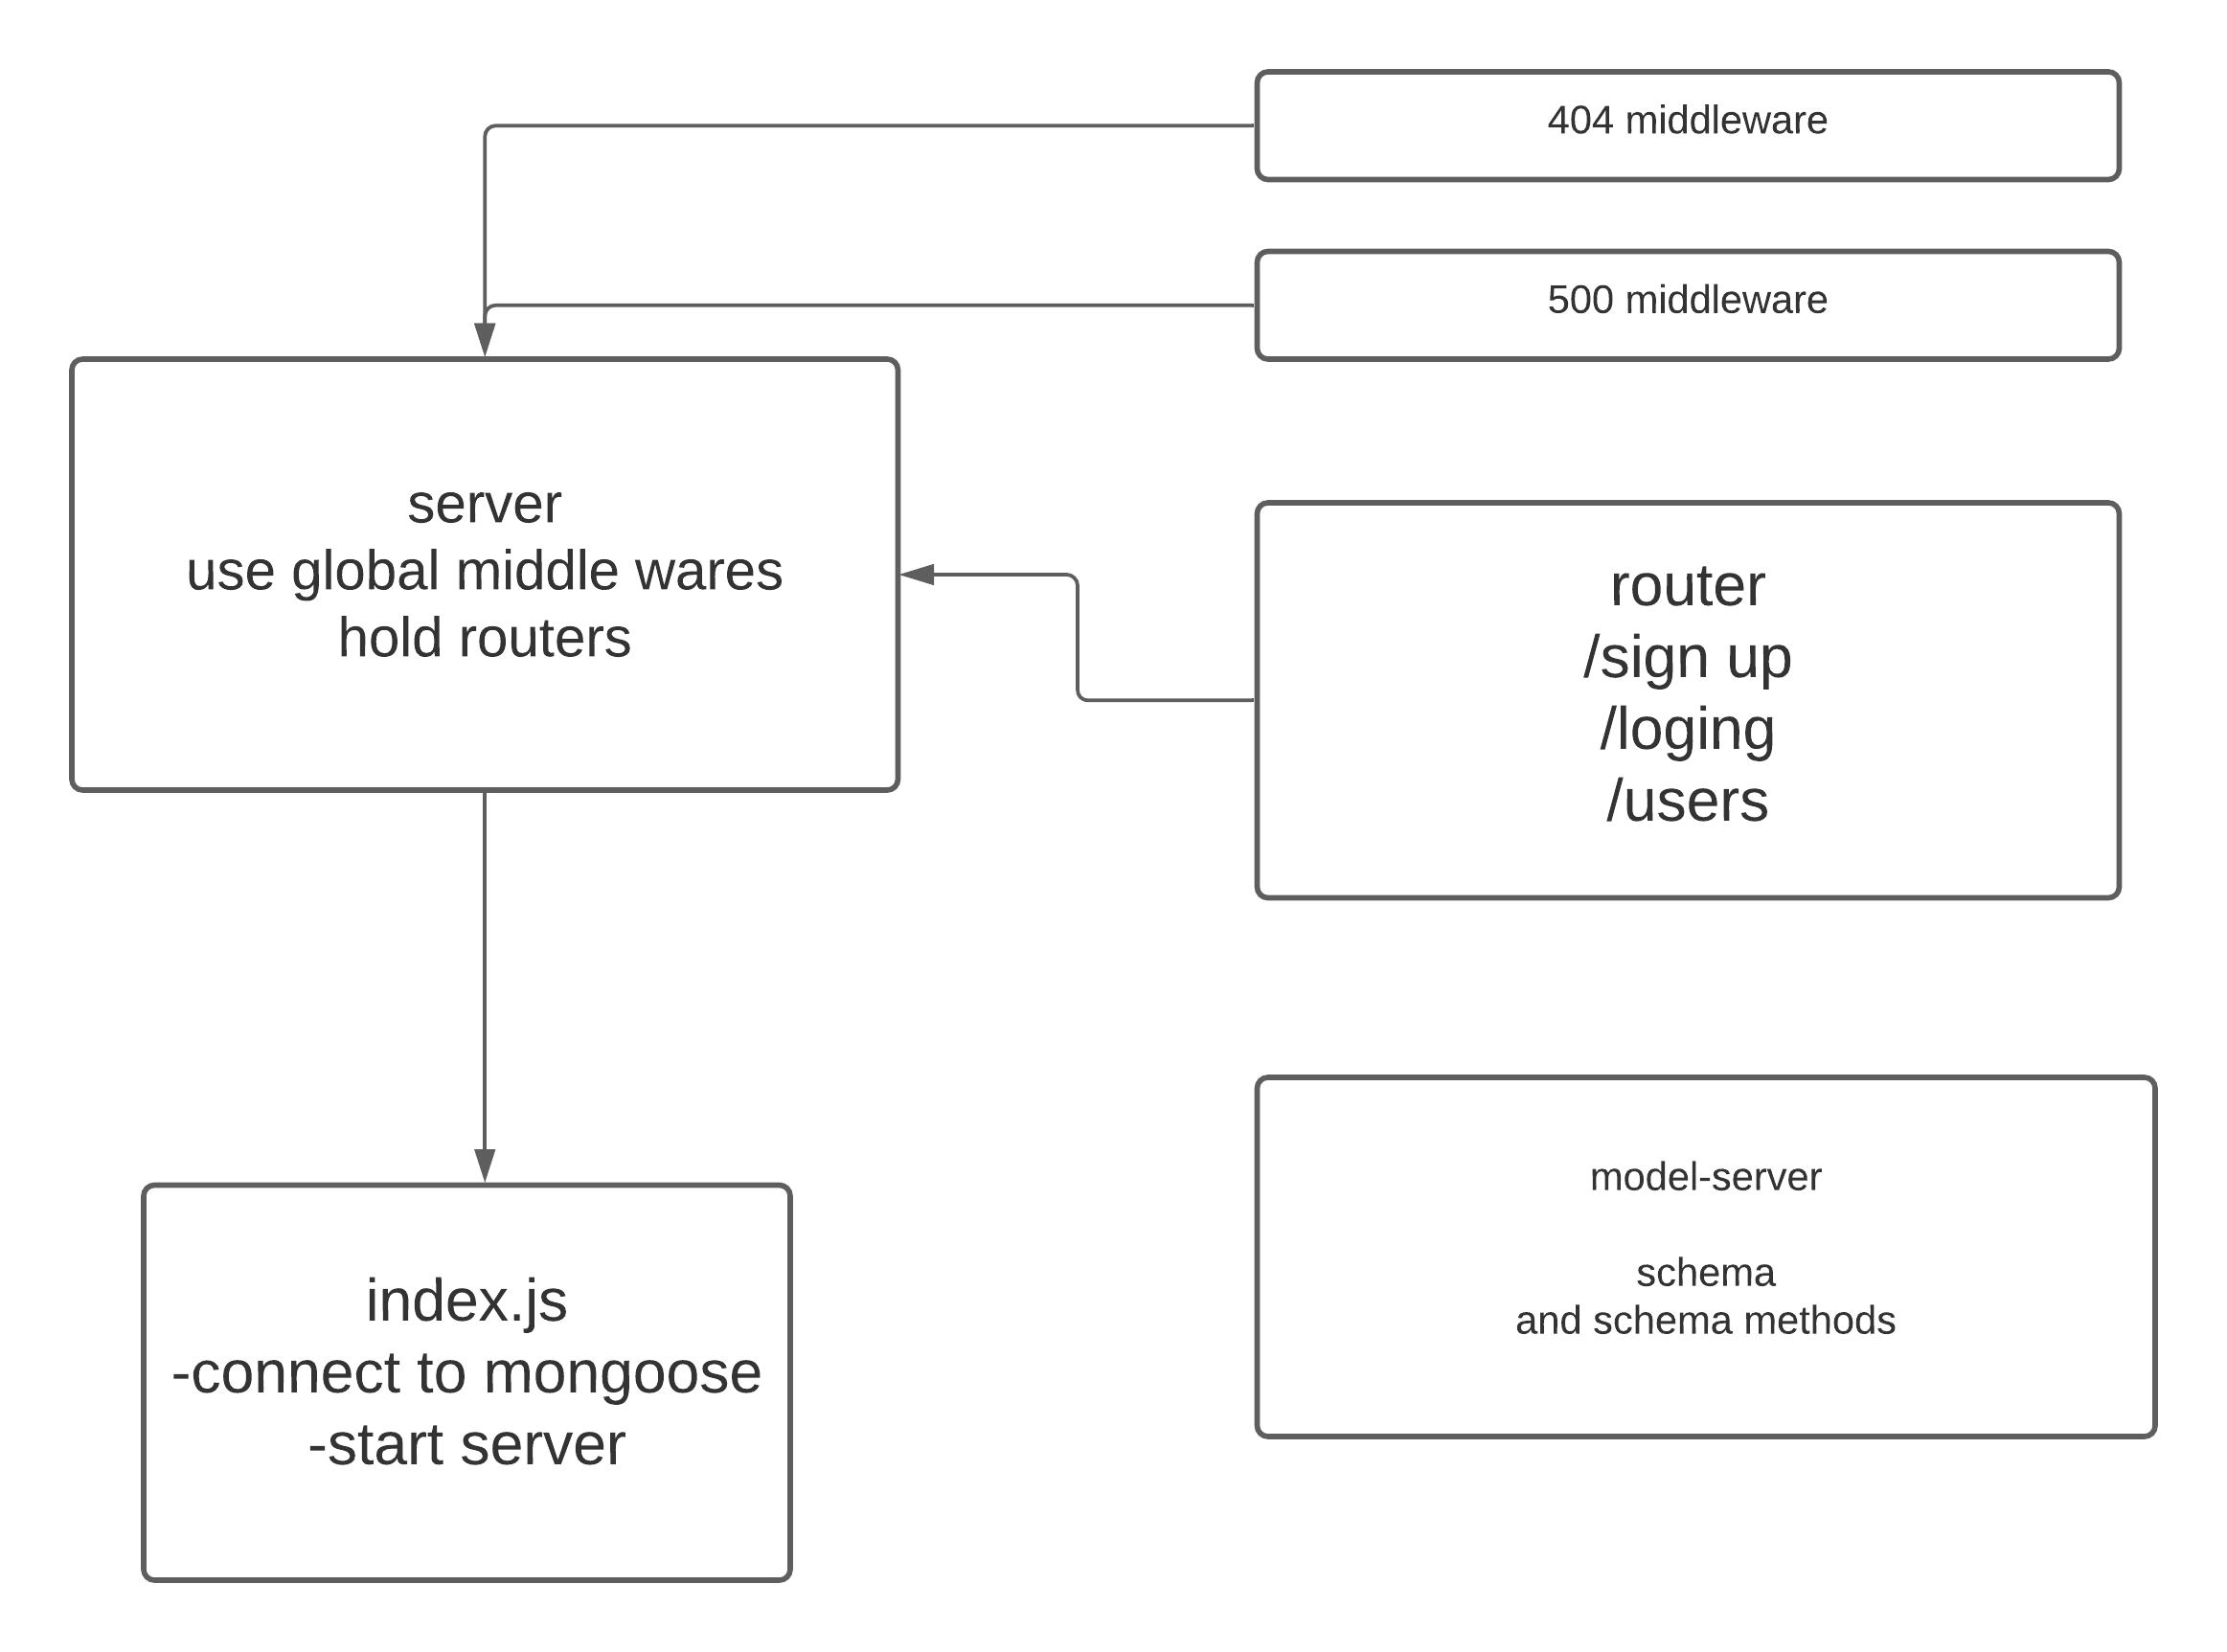 404 middleware
500 middleware
server
use global middle wares
hold routers
router
/sign up
/loging
/users
model-server
schema
and schema methods
index.js
-connect to mongoose
-start server